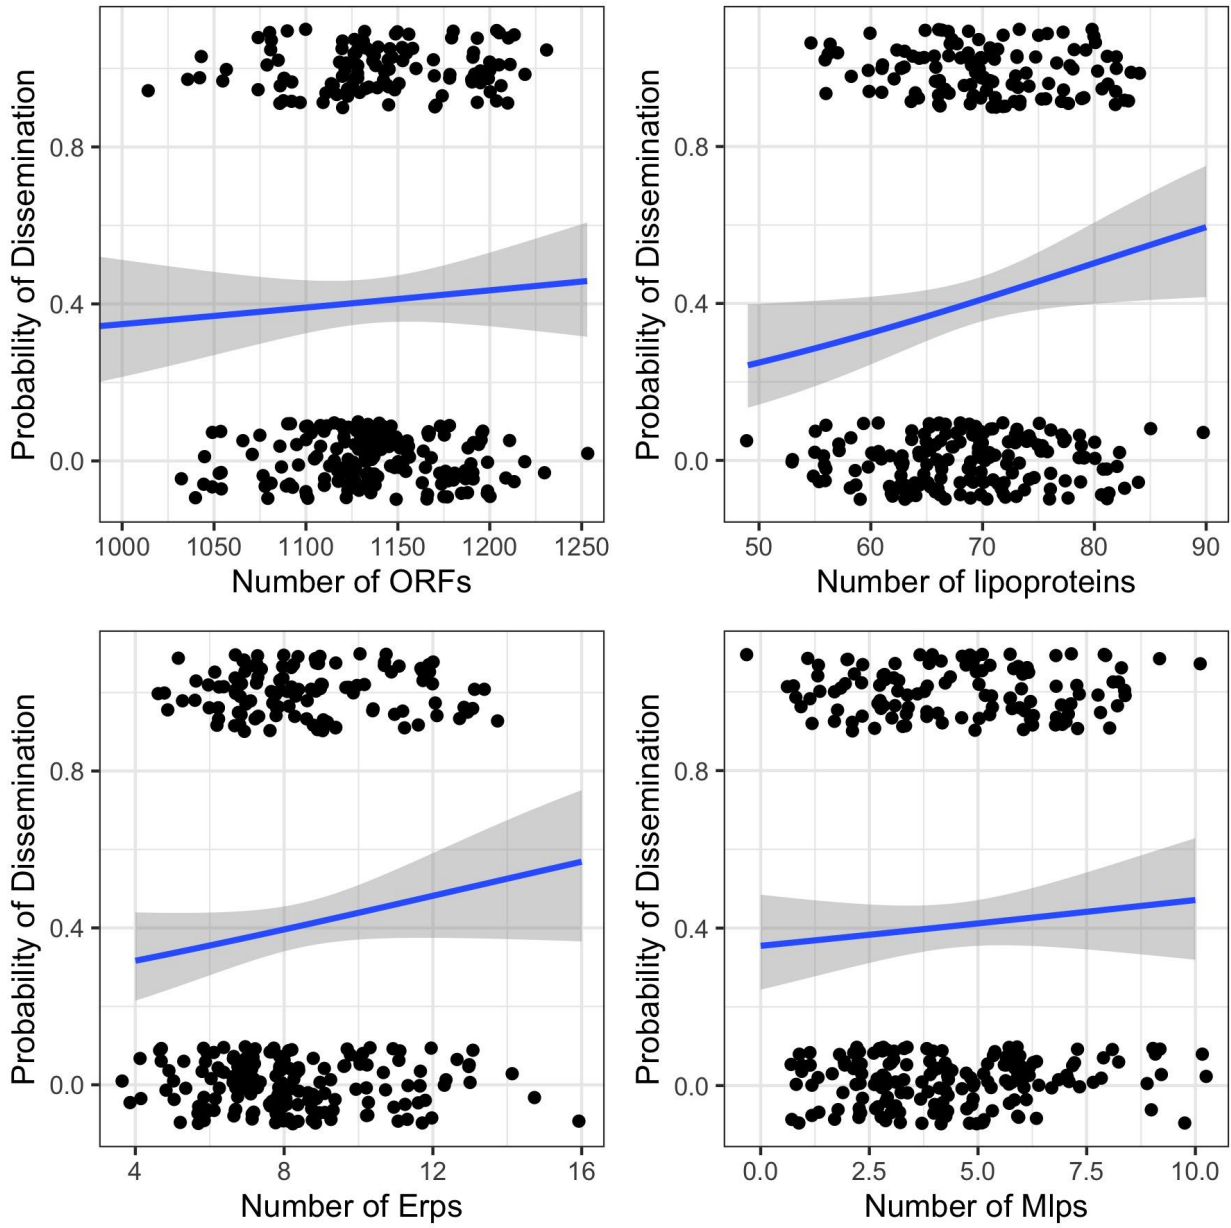 Probability of Dissemination
0.8
0.4
0.0
1000 1050 1100 1150 1200 1250
Number of ORFs
Probability of Dissemination
0.8
0.4
0.0
50 60 70 80 90
Number of lipoproteins
Probability of Dissemination
0.8
0.4
0.0
4 8 12 16
Number of Erps
Probability of Dissemination
0.8
0.4
0.0
0.0 2.5 5.0 7.5 10.0
Number of Mlps